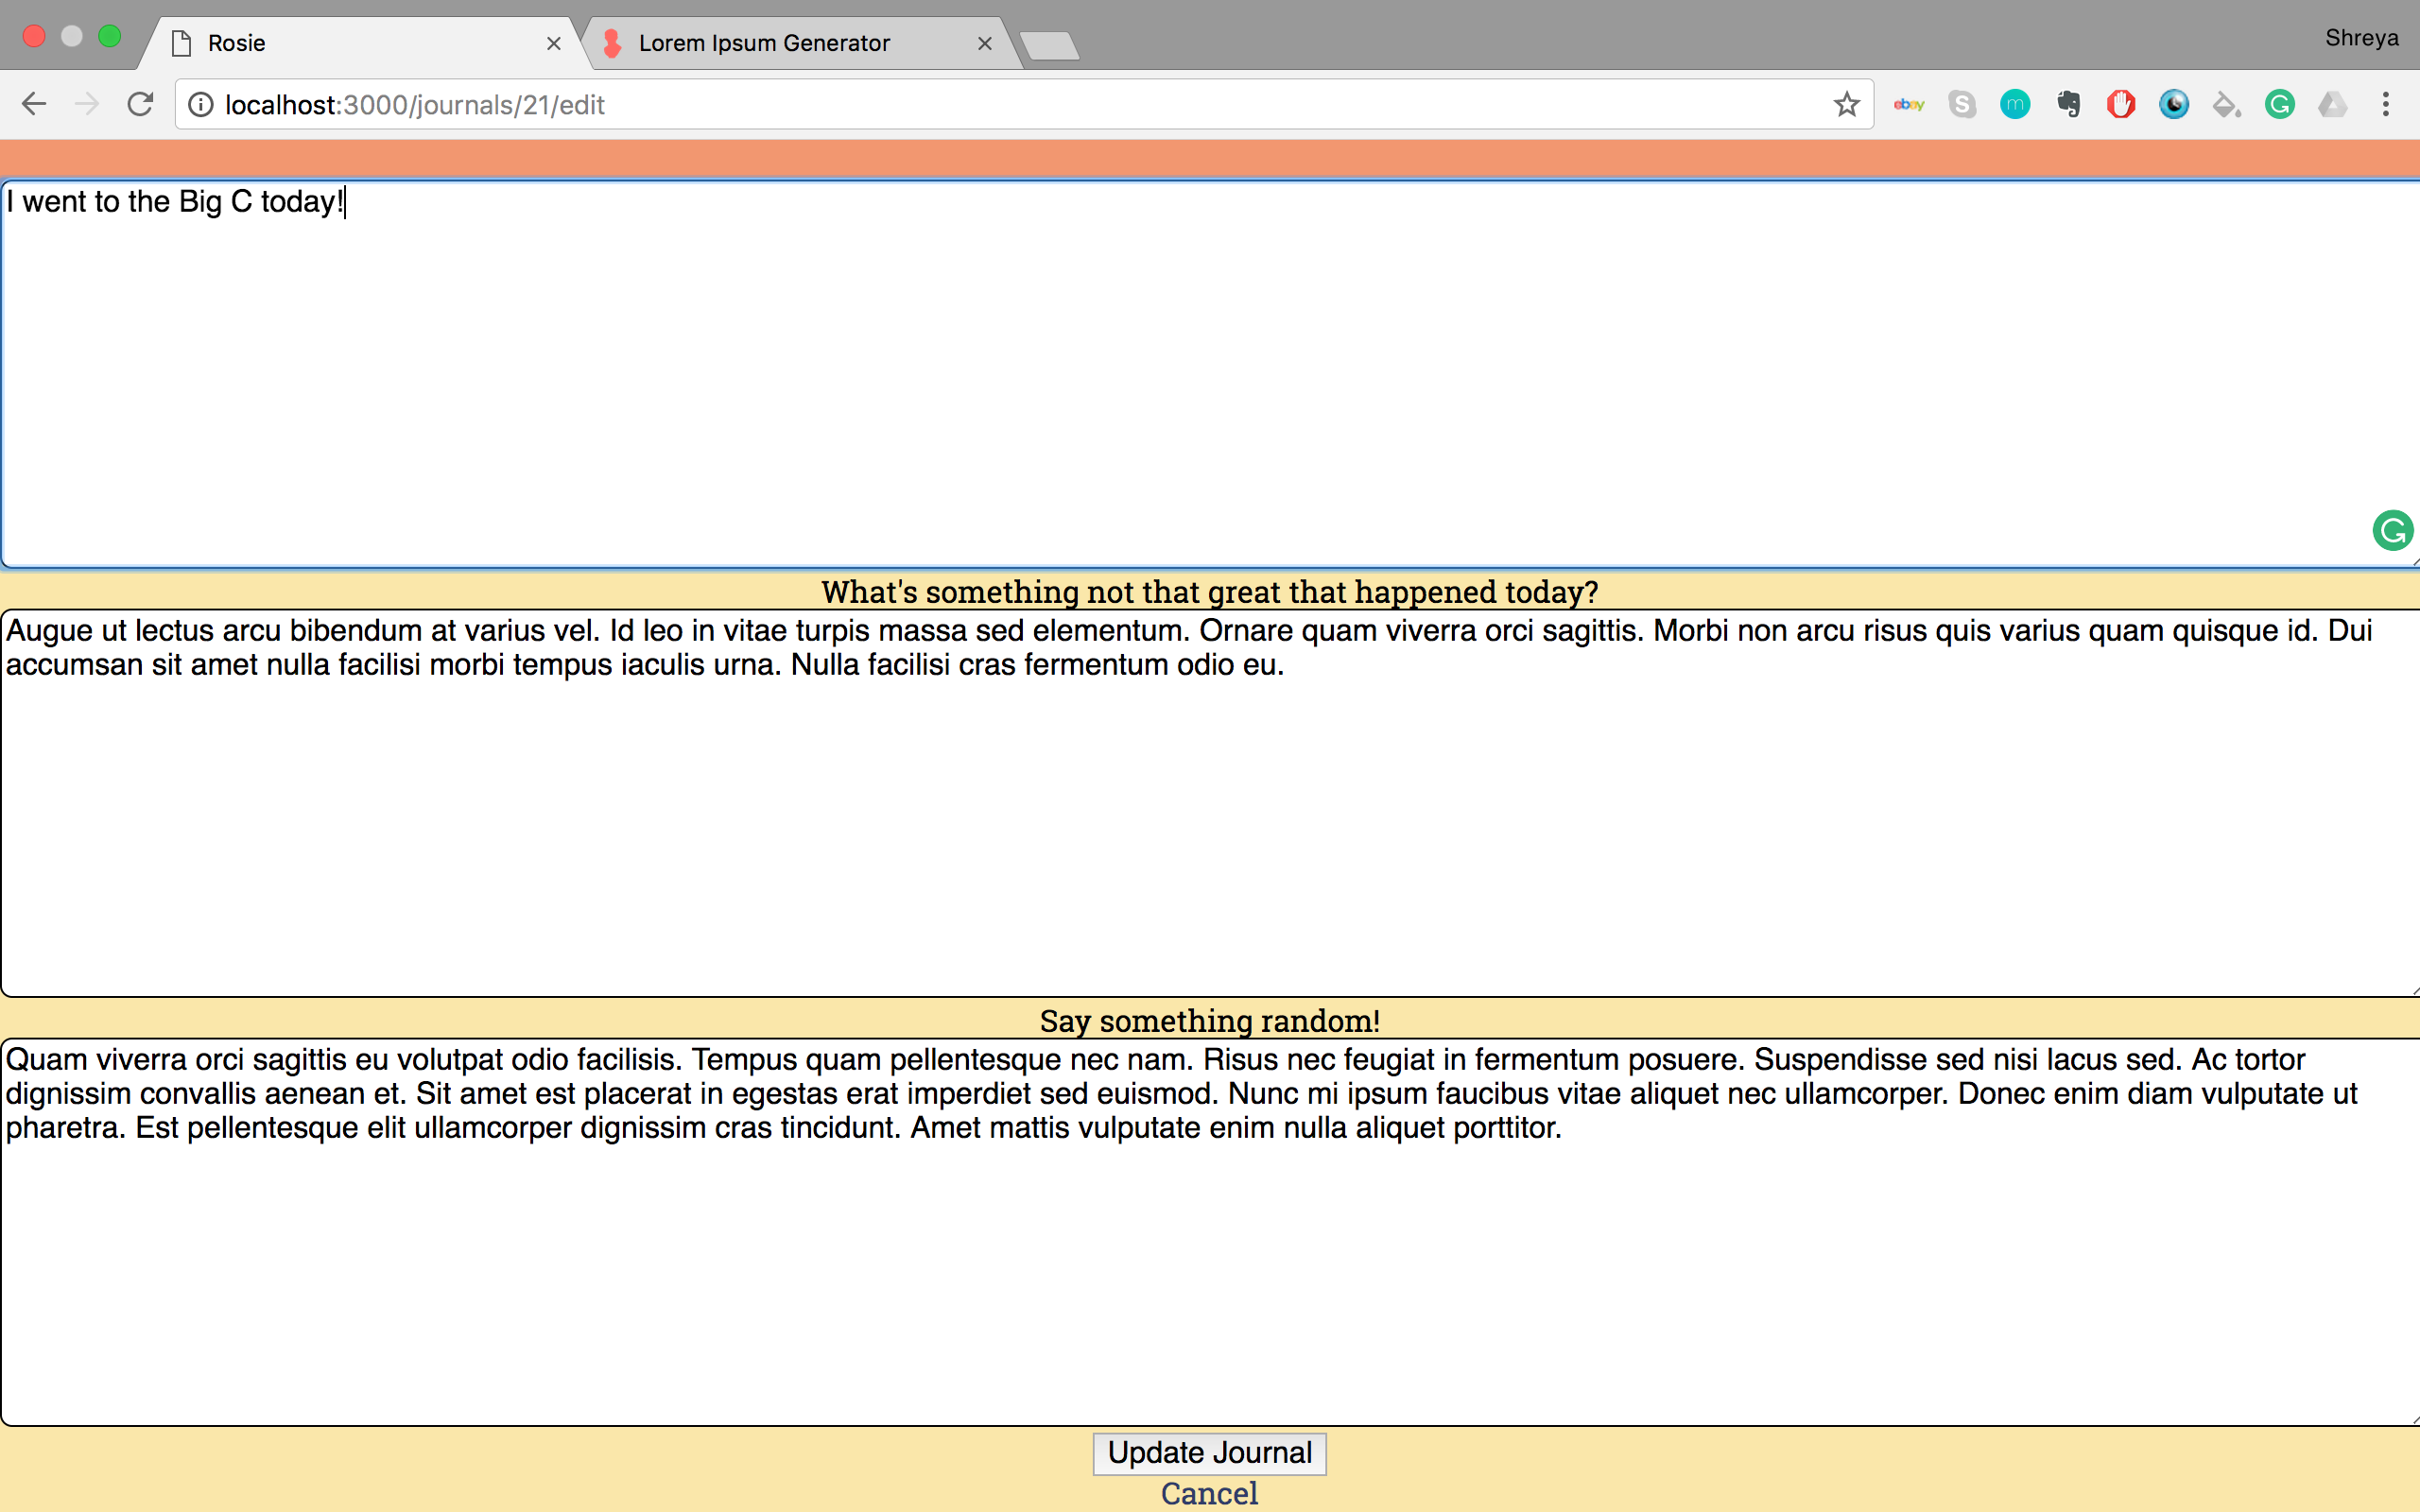 Rosie
Lorem Ipsum Generator
Shreya
localhost:3000/journals/21/edit
ebay
S
m
G
I went to the Big C today!
G
What's something not that great that happened today?
Augue ut lectus arcu bibendum at varius vel. Id leo in vitae turpis massa sed elementum. Ornare quam viverra orci sagittis. Morbi non arcu risus quis varius quam quisque id. Dui
accumsan sit amet nulla facilisi morbi tempus iaculis urna. Nulla facilisi cras fermentum odio eu.
Say something random!
Quam viverra orci sagittis eu volutpat odio facilisis. Tempus quam pellentesque nec nam. Risus nec feugiat in fermentum posuere. Suspendisse sed nisi lacus sed. Ac tortor
dignissim convallis aenean et. Sit amet est placerat in egestas erat imperdiet sed euismod. Nunc mi ipsum faucibus vitae aliquet nec ullamcorper. Donec enim diam vulputate ut
pharetra. Est pellentesque elit ullamcorper dignissim cras tincidunt. Amet mattis vulputate enim nulla aliquet porttitor.
Update Journal
Cancel